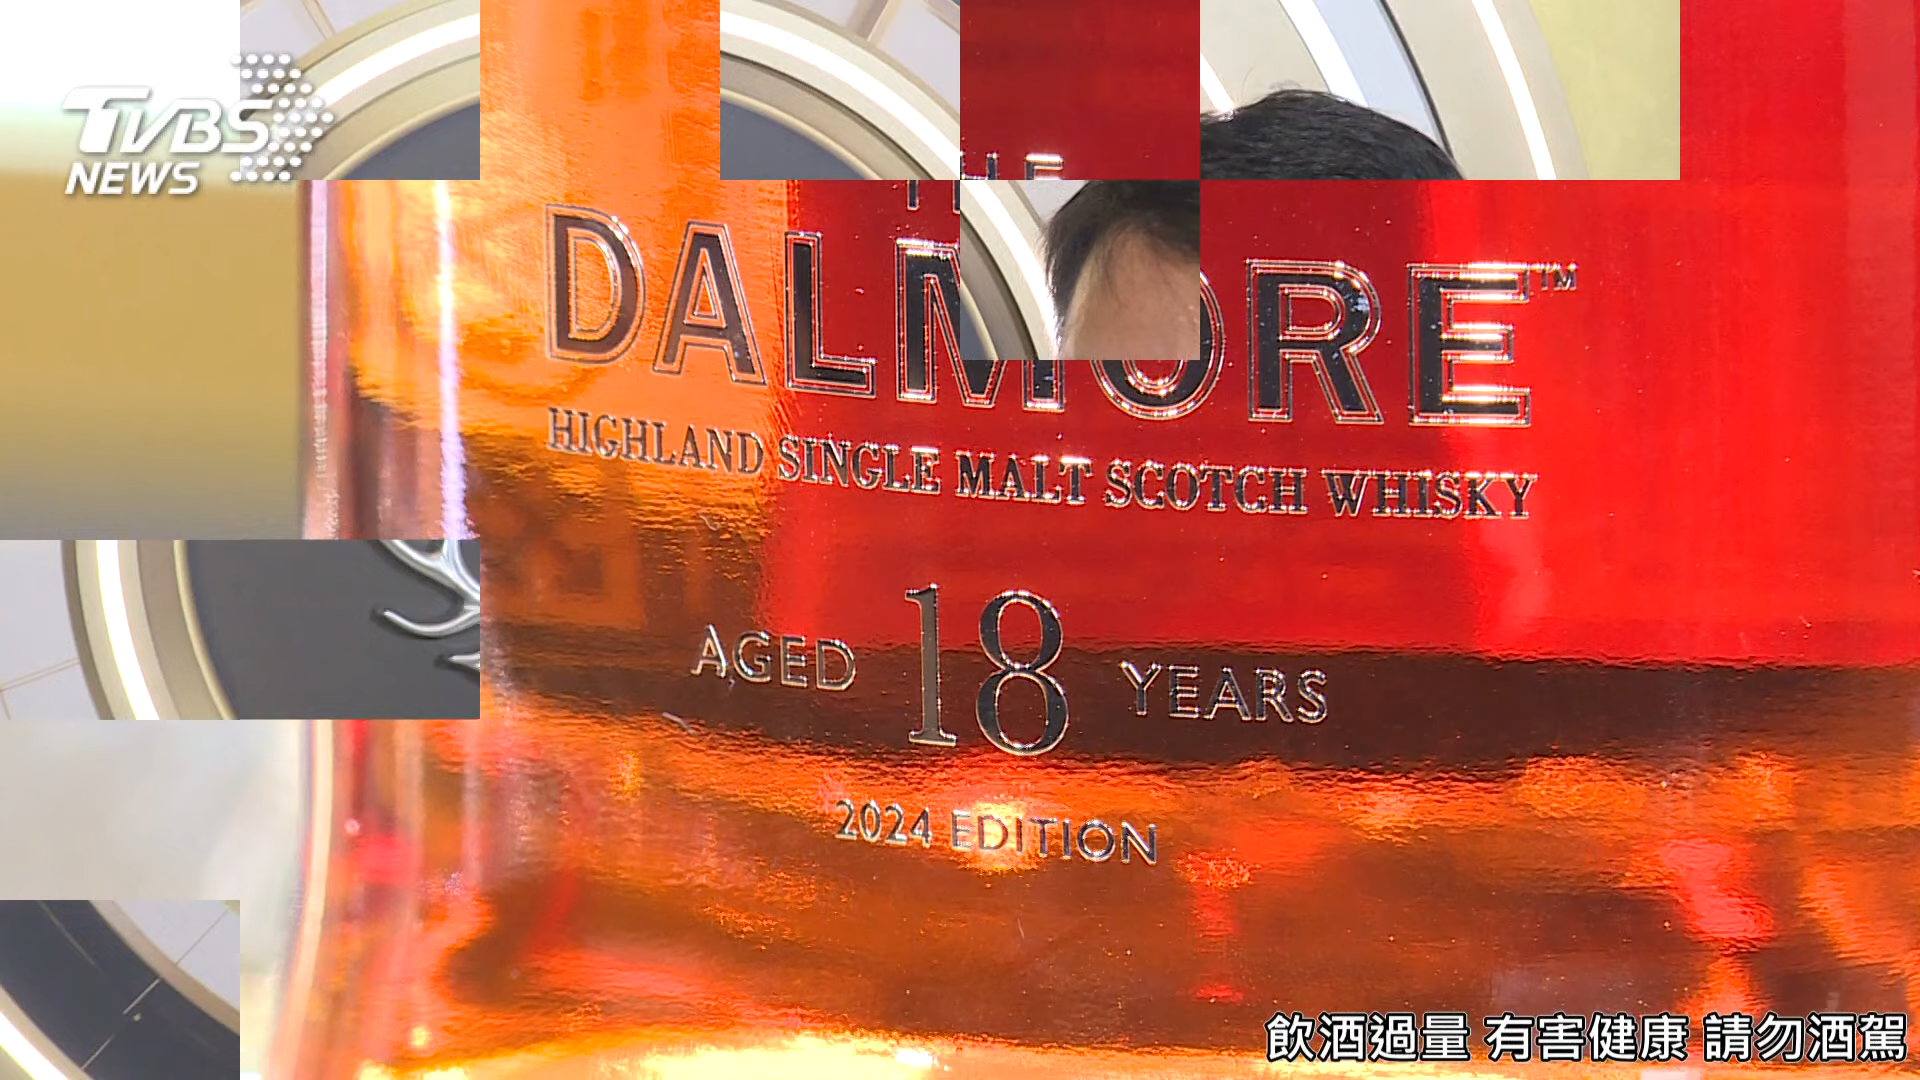 TVBS
NEWS
THE
DALMORE™
HIGHLAND SINGLE MALT SCOTCH WHISKY
AGED 18 YEARS
2024 EDITION
飲酒過量 有害健康 請勿酒駕